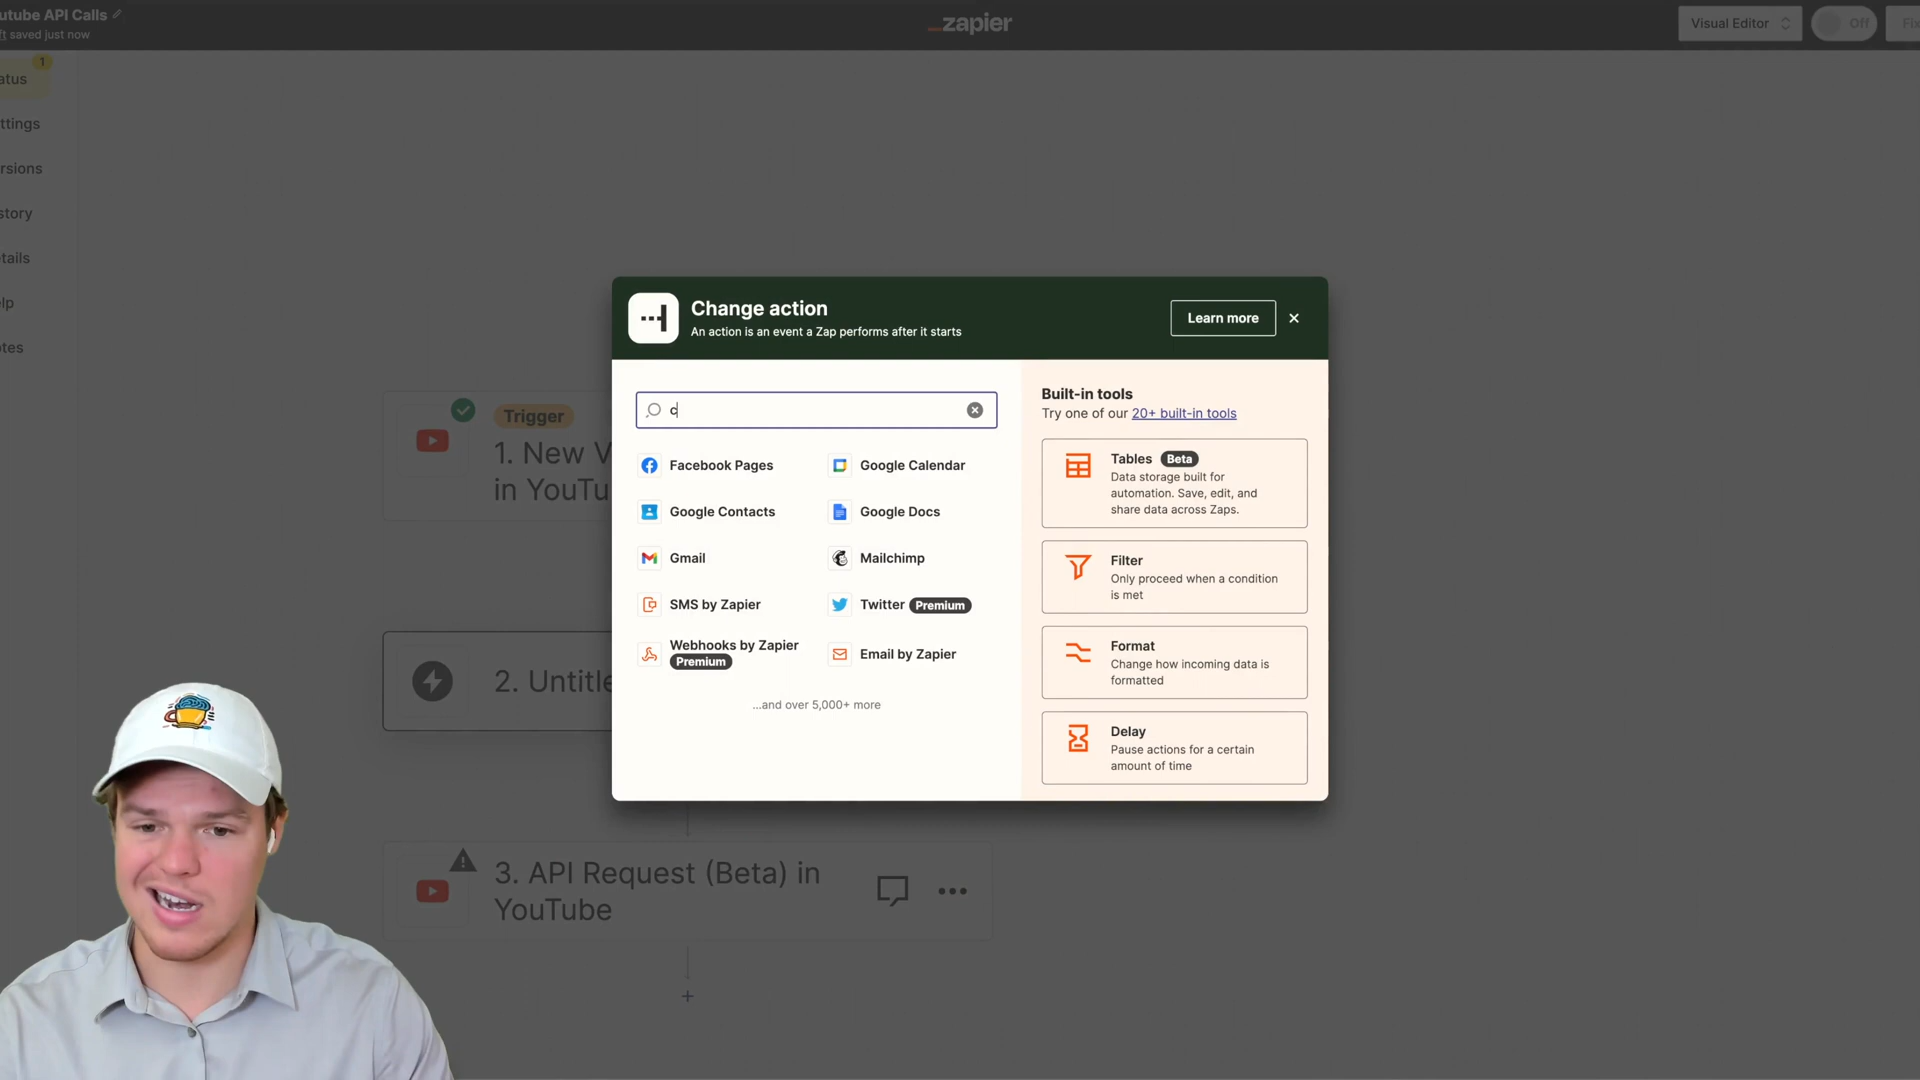 utube API Calls
ft saved just now
zapier
Visual Editor
Off
Fix
1
atus
ttings
rsions
story
tails
lp
otes
Change action
An action is an event a Zap performs after it starts
Learn more
c
Facebook Pages
Google Calendar
Google Contacts
Google Docs
Gmail
Mailchimp
SMS by Zapier
Twitter Premium
Webhooks by Zapier
Premium
Email by Zapier
...and over 5,000+ more
Built-in tools
Try one of our 20+ built-in tools
Tables Beta
Data storage built for
automation. Save, edit, and
share data across Zaps.
Filter
Only proceed when a condition
is met
Format
Change how incoming data is
formatted
Delay
Pause actions for a certain
amount of time
Trigger
1. New V
in YouTu
2. Untitle
3. API Request (Beta) in
YouTube